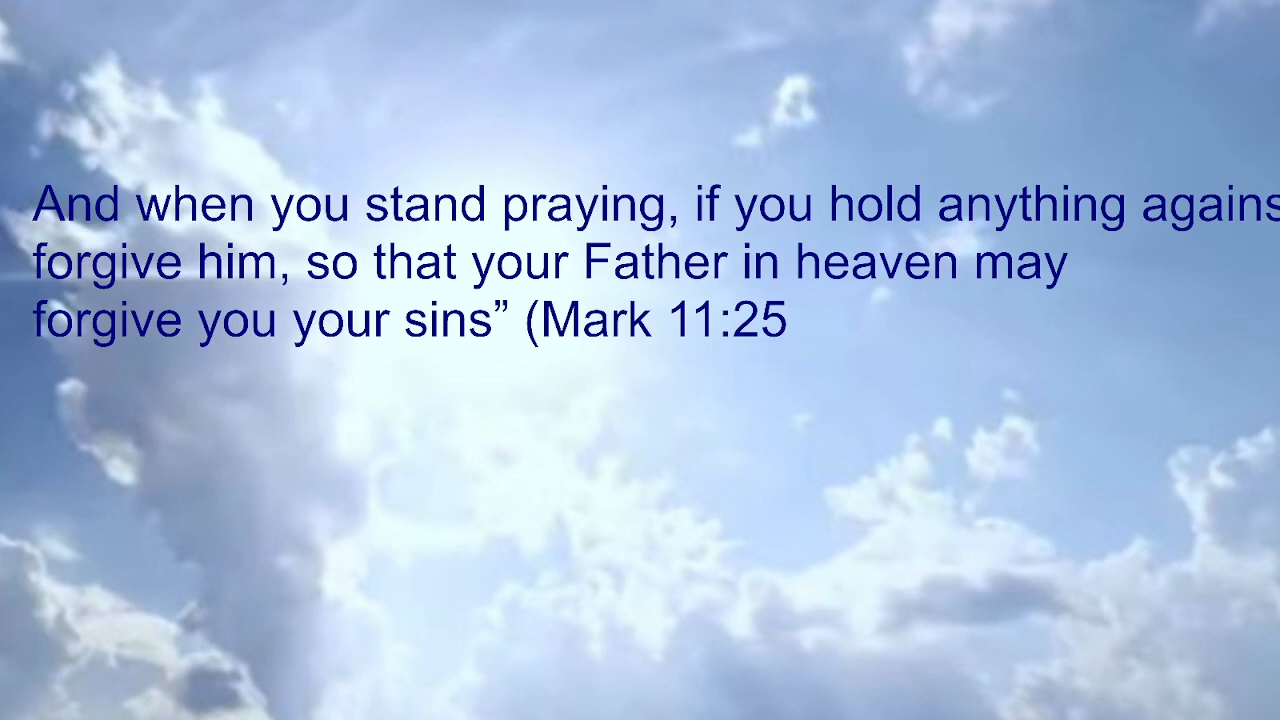 And when you stand praying, if you hold anything agains
forgive him, so that your Father in heaven may
forgive you your sins” (Mark 11:25